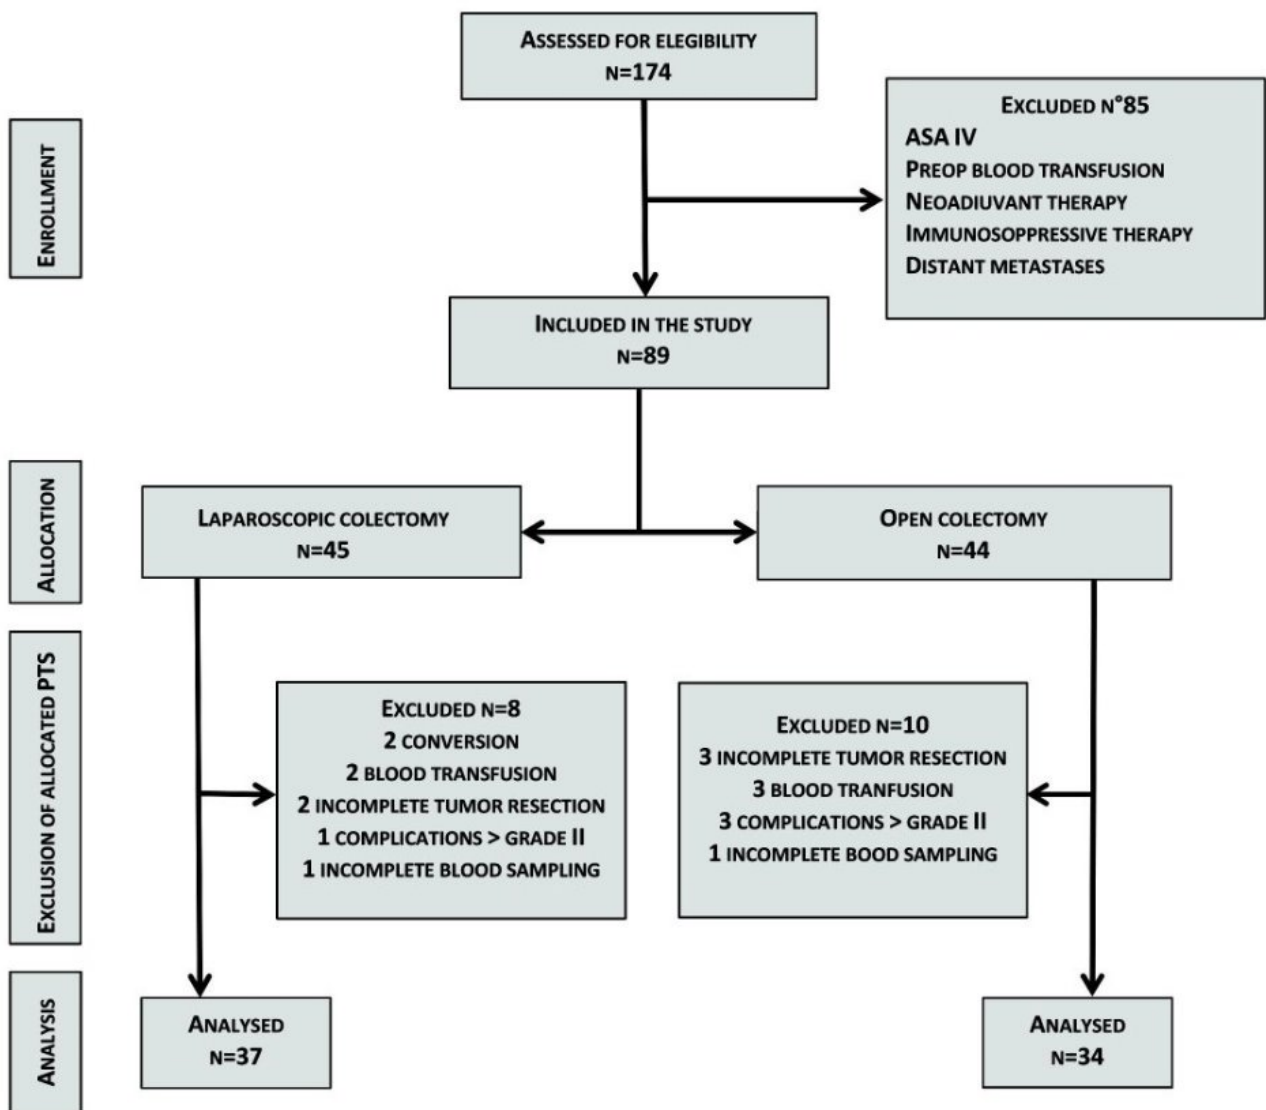 ASSESSED FOR ELEGIBILITY
N=174
EXCLUDED N°85
ASA IV
PREOP BLOOD TRANSFUSION
NEOADIUVANT THERAPY
IMMUNOSOPPRESSIVE THERAPY
DISTANT METASTASES
ENROLLMENT
INCLUDED IN THE STUDY
N=89
ALLOCATION
LAPAROSCOPIC COLECTOMY
N=45
OPEN COLECTOMY
N=44
EXCLUSION OF ALLOCATED PTS
EXCLUDED N=8
2 CONVERSION
2 BLOOD TRANSFUSION
2 INCOMPLETE TUMOR RESECTION
1 COMPLICATIONS > GRADE II
1 INCOMPLETE BLOOD SAMPLING
EXCLUDED N=10
3 INCOMPLETE TUMOR RESECTION
3 BLOOD TRANFUSION
3 COMPLICATIONS > GRADE II
1 INCOMPLETE BOOD SAMPLING
ANALYSIS
ANALYSED
N=37
ANALYSED
N=34